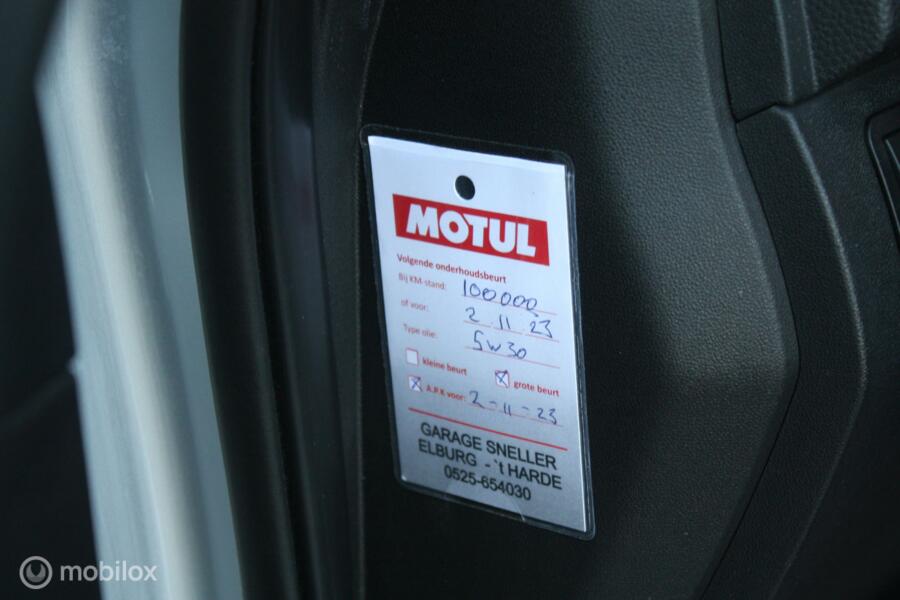 MOTUL
Volgende onderhoudsbeurt
Bij KM-stand: 100000
of voor: 2.11.23
Type olie: 5W30
kleine beurt grote beurt
A.P.K voor: 2-11-23
GARAGE SNELLER
ELBURG - 't HARDE
0525-654030
mobilox